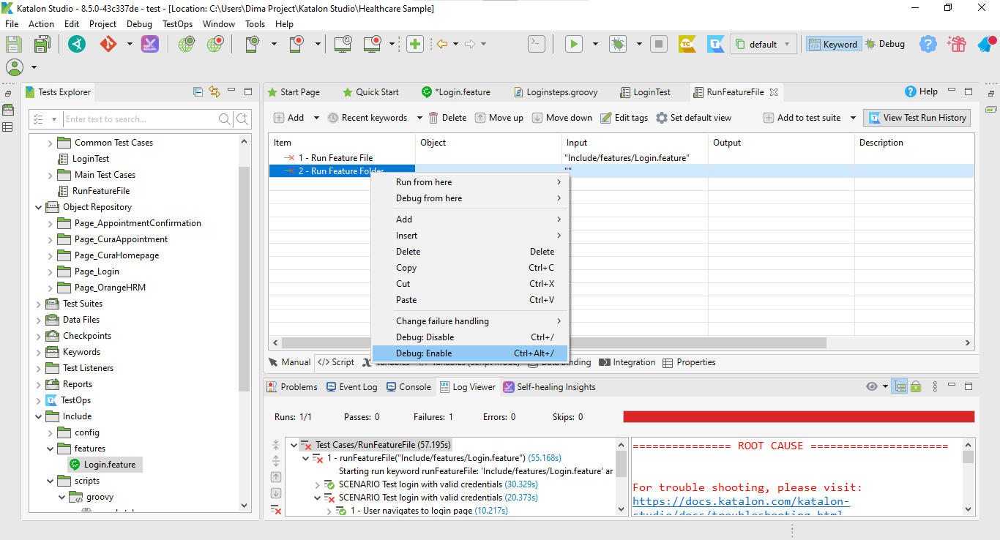 Katalon Studio - 8.5.0-43c337de - test - [Location: C:\Users\Dima Project\Katalon Studio\Healthcare Sample]
File Action Edit Project Debug TestOps Window Tools Help
default Keyword Debug
Tests Explorer
Enter text to search...
Common Test Cases
LoginTest
Main Test Cases
RunFeatureFile
Object Repository
Page_AppointmentConfirmation
Page_CuraAppointment
Page_CuraHomepage
Page_Login
Page_OrangeHRM
Test Suites
Data Files
Checkpoints
Keywords
Test Listeners
Reports
TestOps
Include
config
features
Login.feature
scripts
groovy
Start Page Quick Start *Login.feature Loginsteps.groovy LoginTest RunFeatureFile Help
Add Recent keywords Delete Move up Move down Edit tags Set default view Add to test suite View Test Run History
Item Object Input Output Description
1 - Run Feature File "Include/features/Login.feature"
2 - Run Feature Folder ""
Run from here
Debug from here
Add
Insert
Delete Delete
Copy Ctrl+C
Cut Ctrl+X
Paste Ctrl+V
Change failure handling
Debug: Disable Ctrl+/
Debug: Enable Ctrl+Alt+/
Manual </> Script Variables </> Variables (Script mode) Data Binding Integration Properties
Problems Event Log Console Log Viewer Self-healing Insights
Runs: 1/1 Passes: 0 Failures: 1 Errors: 0 Skips: 0
Test Cases/RunFeatureFile (57.195s)
1 - runFeatureFile("Include/features/Login.feature") (55.168s)
Starting run keyword runFeatureFile: 'Include/features/Login.feature' ar
SCENARIO Test login with valid credentials (30.329s)
SCENARIO Test login with valid credentials (20.373s)
1 - User navigates to login page (10.217s)
=============== ROOT CAUSE =====================
For trouble shooting, please visit:
https://docs.katalon.com/katalon-
studio/docs/troubleshooting.html